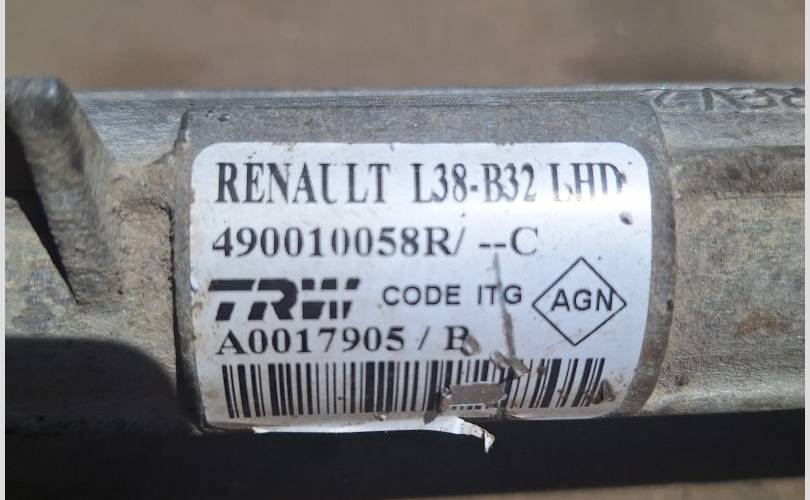 RENAULT L38-B32 LHD
490010058R/ --C
TRW CODE ITG AGN
A0017905 / B